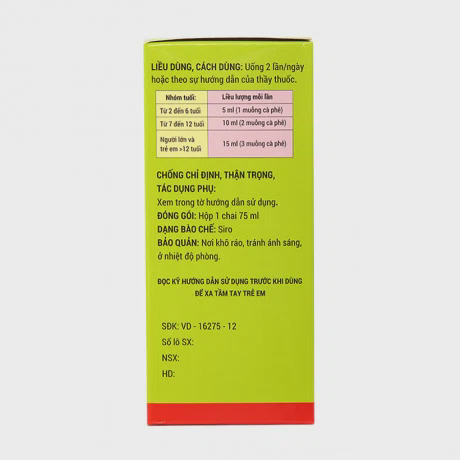 LIỀU DÙNG, CÁCH DÙNG: Uống 2 lần/ngày
hoặc theo sự hướng dẫn của thầy thuốc.
Nhóm tuổi: Liều lượng mỗi lần
Từ 2 đến 6 tuổi 5 ml (1 muỗng cà phê)
Từ 7 đến 12 tuổi 10 ml (2 muỗng cà phê)
Người lớn và
trẻ em >12 tuổi 15 ml (3 muỗng cà phê)
CHỐNG CHỈ ĐỊNH, THẬN TRỌNG,
TÁC DỤNG PHỤ:
Xem trong tờ hướng dẫn sử dụng.
ĐÓNG GÓI: Hộp 1 chai 75 ml
DẠNG BÀO CHẾ: Siro
BẢO QUẢN: Nơi khô ráo, tránh ánh sáng,
ở nhiệt độ phòng.
ĐỌC KỸ HƯỚNG DẪN SỬ DỤNG TRƯỚC KHI DÙNG
ĐỂ XA TẦM TAY TRẺ EM
SĐK: VD - 16275 - 12
Số lô SX:
NSX:
HD: